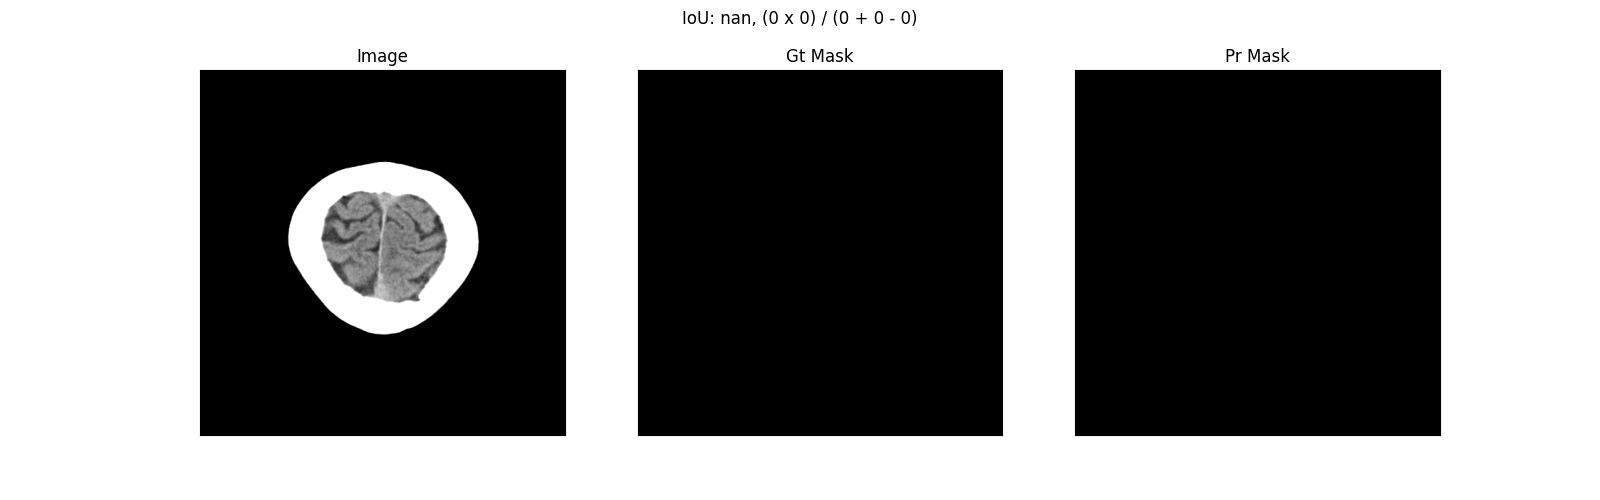 IoU: nan, (0 x 0) / (0 + 0 - 0)
Image
Gt Mask
Pr Mask